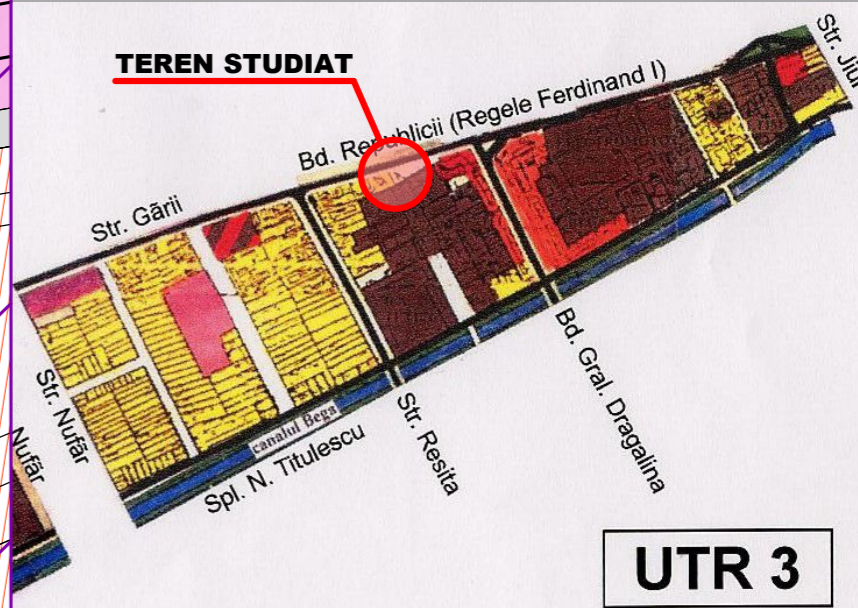 TEREN STUDIAT
Str. Jiul
Bd. Republicii (Regele Ferdinand I)
Str. Gării
Str. Nufăr
Nufăr
canalul Bega
Spl. N. Titulescu
Str. Resita
Bd. Gral. Dragalina
UTR 3